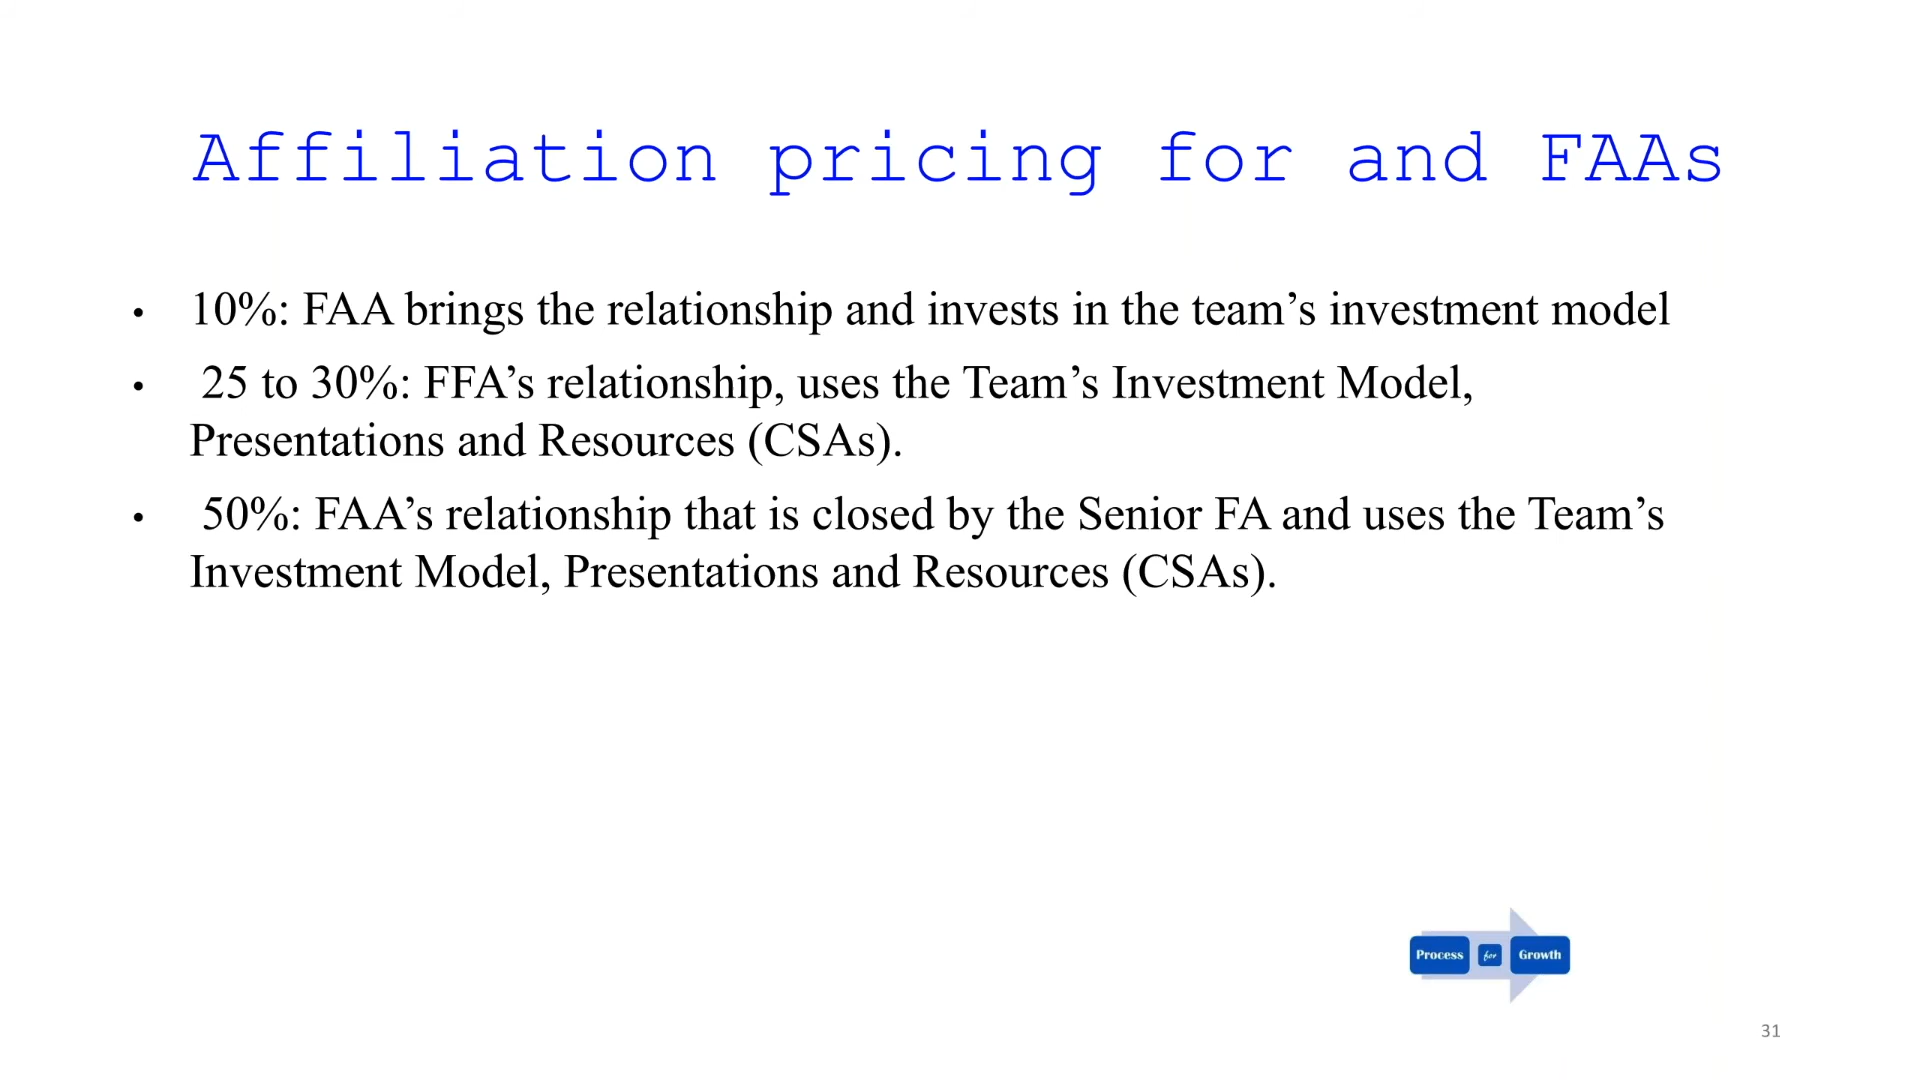 Affiliation pricing for and FAAs
• 10%: FAA brings the relationship and invests in the team’s investment model
• 25 to 30%: FFA’s relationship, uses the Team’s Investment Model,
Presentations and Resources (CSAs).
• 50%: FAA’s relationship that is closed by the Senior FA and uses the Team’s
Investment Model, Presentations and Resources (CSAs).
Process for Growth
31